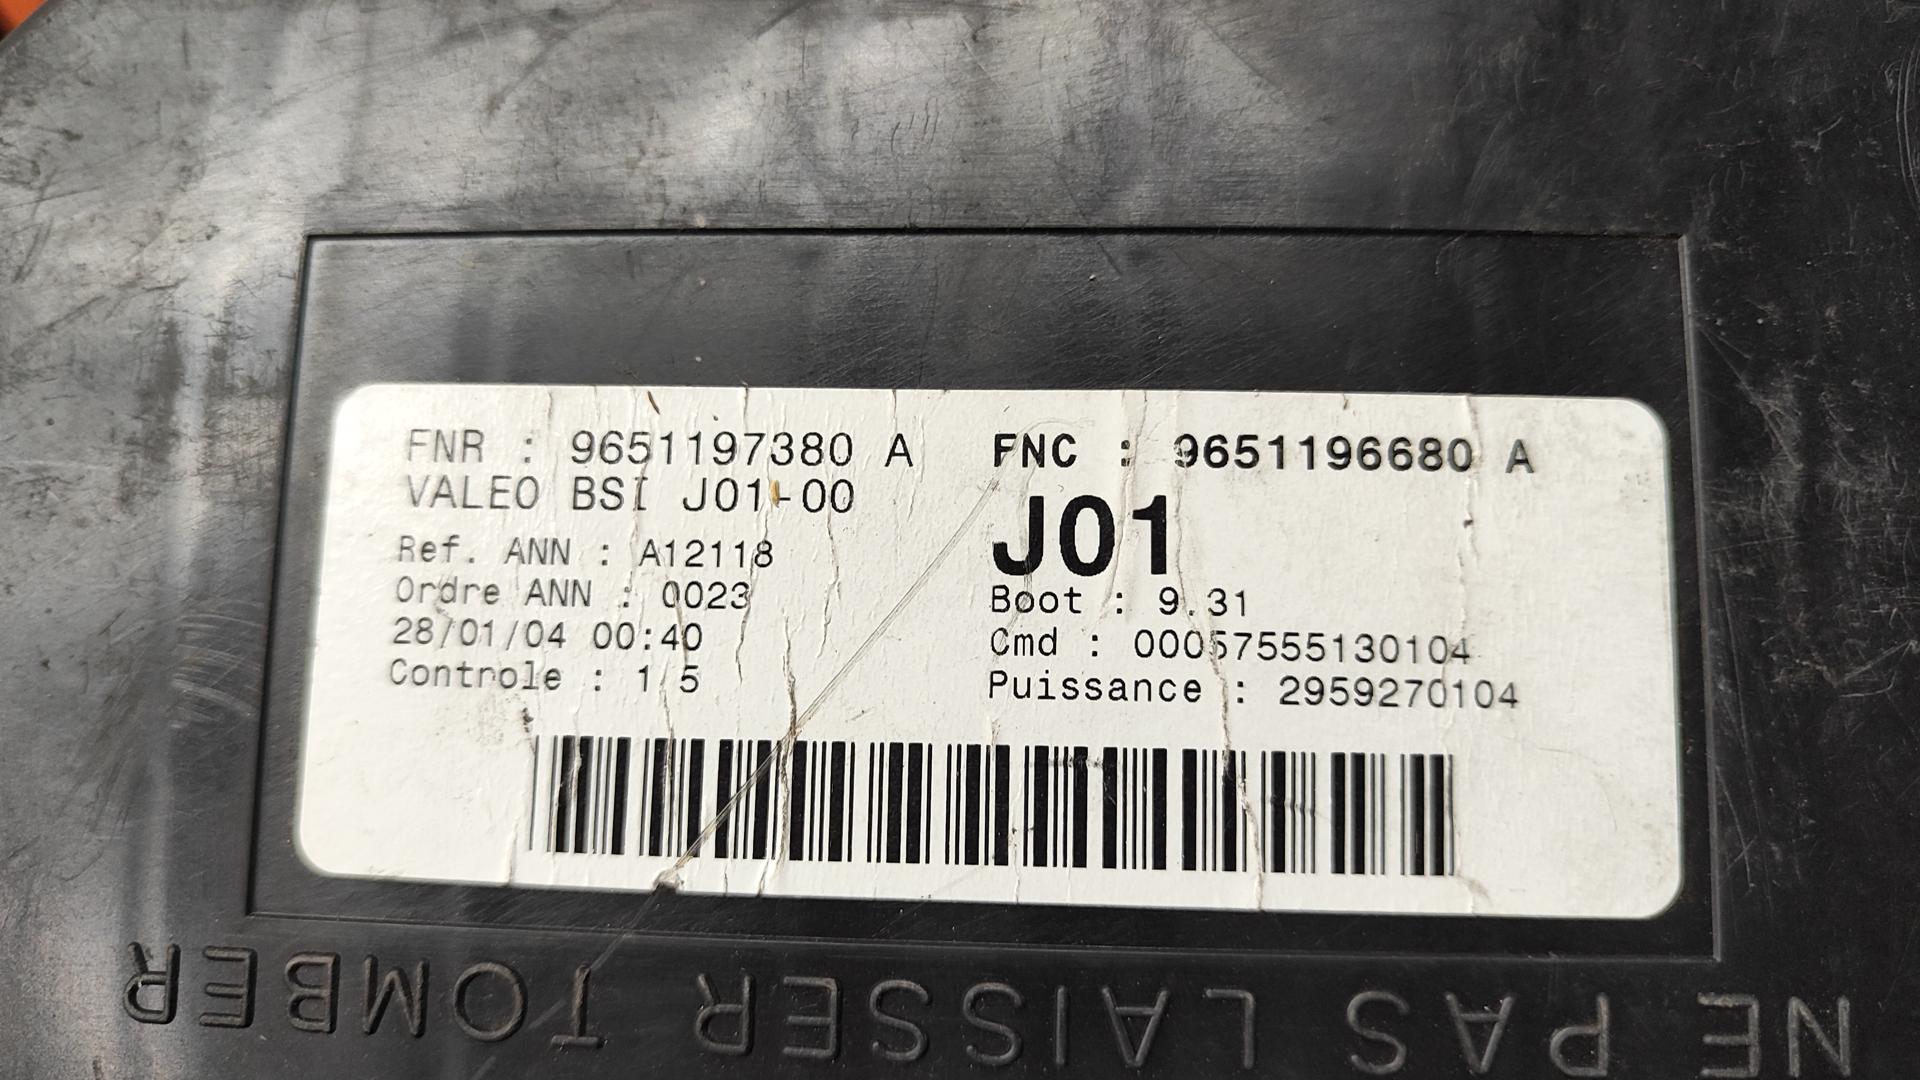 FNR : 9651197380 A
VALEO BSI J01-00
Ref. ANN : A12118
Ordre ANN : 0023
28/01/04 00:40
Controle : 1 5
FNC : 9651196680 A
J01
Boot : 9.31
Cmd : 00057555130104
Puissance : 2959270104
NE PAS LAISSER TOMBER